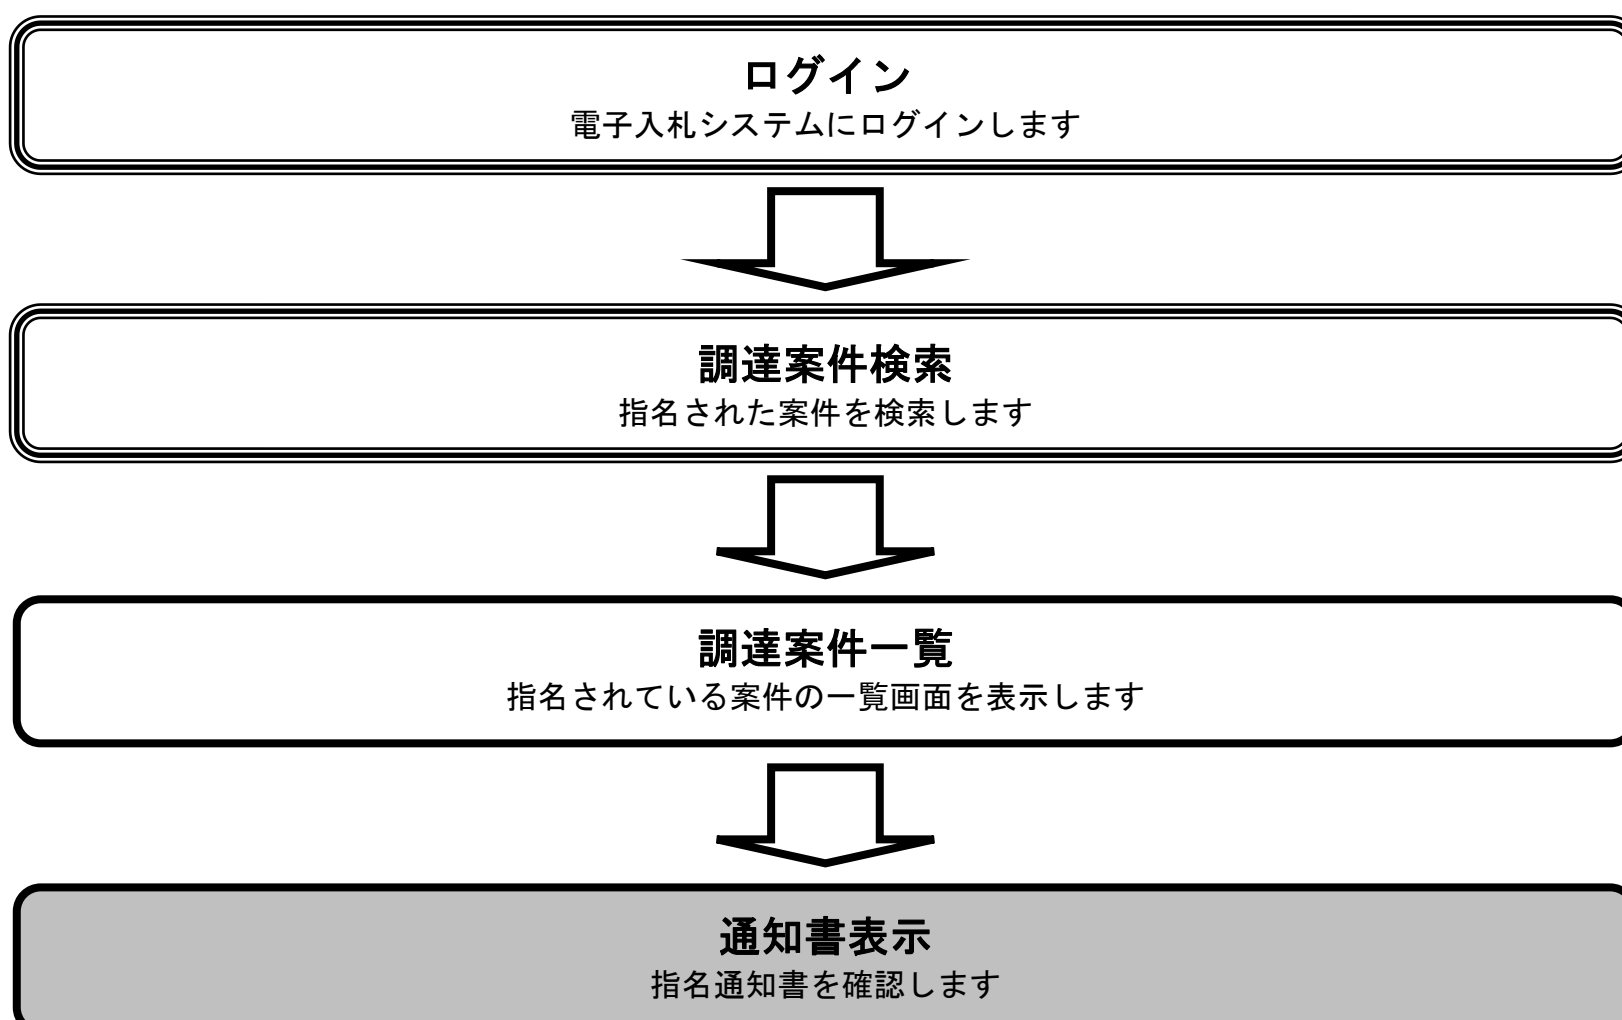 ログイン
電子入札システムにログインします
調達案件検索
指名された案件を検索します
調達案件一覧
指名されている案件の一覧画面を表示します
通知書表示
指名通知書を確認します